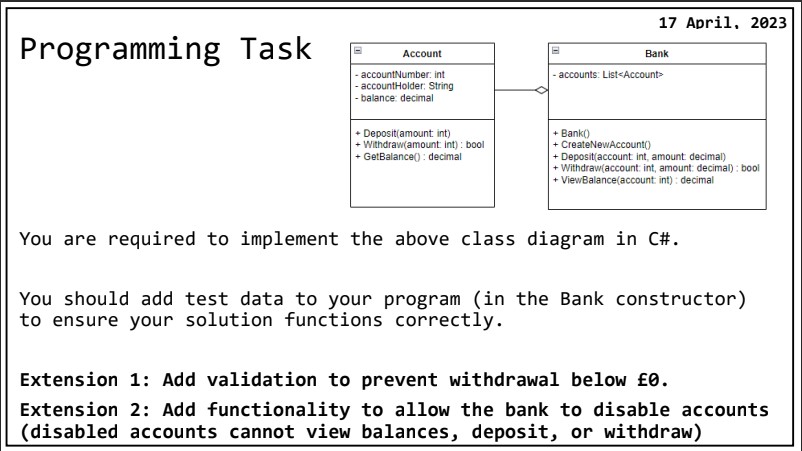 17 April, 2023
Programming Task
Account
- accountNumber: int
- accountHolder: String
- balance: decimal
+ Deposit(amount: int)
+ Withdraw(amount: int) : bool
+ GetBalance() : decimal
Bank
- accounts: List<Account>
+ Bank()
+ CreateNewAccount()
+ Deposit(account: int, amount: decimal)
+ Withdraw(account: int, amount: decimal) : bool
+ ViewBalance(account: int) : decimal
You are required to implement the above class diagram in C#.
You should add test data to your program (in the Bank constructor)
to ensure your solution functions correctly.
Extension 1: Add validation to prevent withdrawal below £0.
Extension 2: Add functionality to allow the bank to disable accounts
(disabled accounts cannot view balances, deposit, or withdraw)